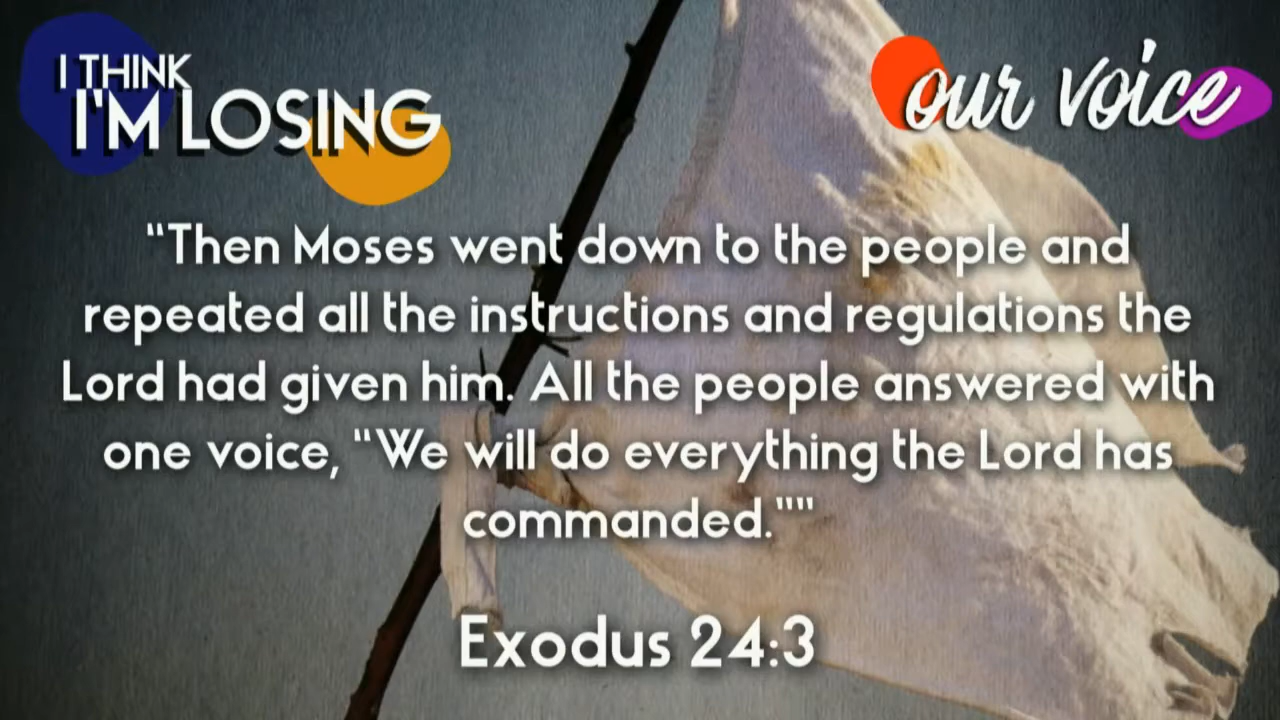 I THINK
I'M LOSING
our voice
“Then Moses went down to the people and
repeated all the instructions and regulations the
Lord had given him. All the people answered with
one voice, “We will do everything the Lord has
commanded.””
Exodus 24:3